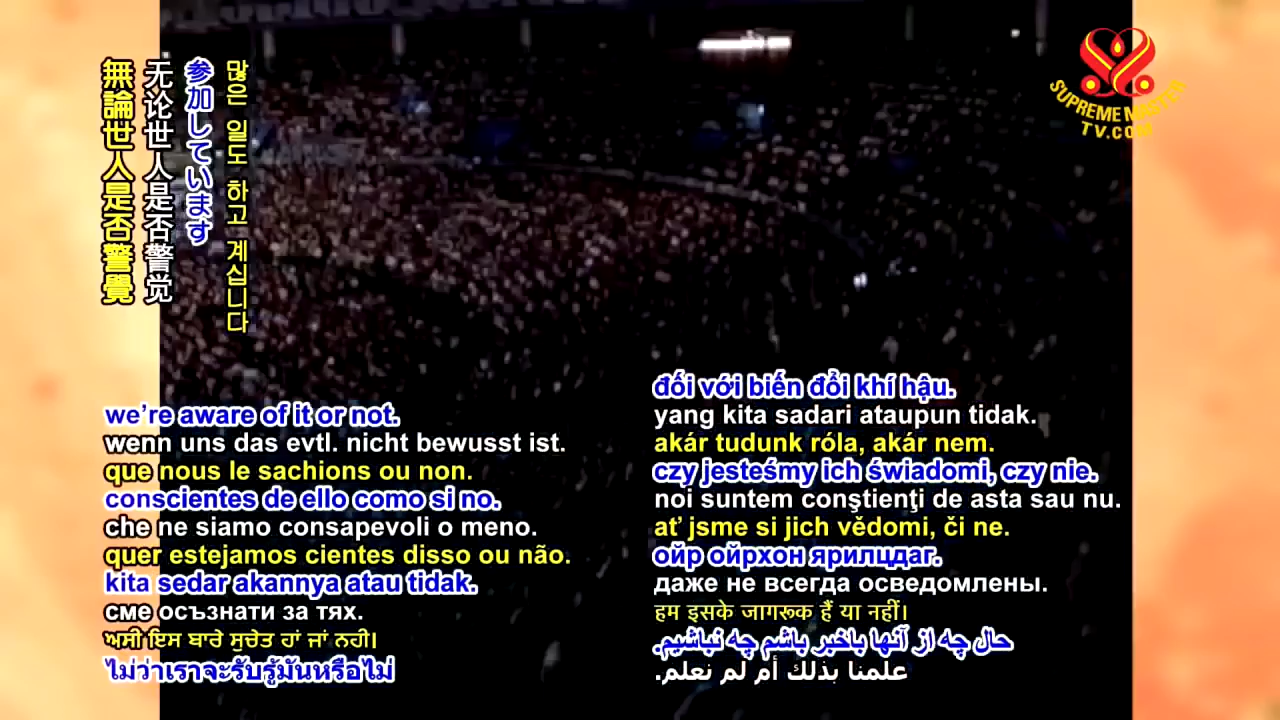 無論世人是否警覺
无论世人是否警觉
参加しています
많은 일도 하고 계십니다
SUPREME MASTER
TV.COM
we're aware of it or not.
wenn uns das evtl. nicht bewusst ist.
que nous le sachions ou non.
conscientes de ello como si no.
che ne siamo consapevoli o meno.
quer estejamos cientes disso ou não.
kita sedar akannya atau tidak.
сме осъзнати за тях.
ਅਸੀ ਇਸ ਬਾਰੇ ਸੁਚੇਤ ਹਾਂ ਜਾਂ ਨਹੀ।
ไม่ว่าเราจะรับรู้มันหรือไม่
đối với biến đổi khí hậu.
yang kita sadari ataupun tidak.
akár tudunk róla, akár nem.
czy jesteśmy ich świadomi, czy nie.
noi suntem conştienţi de asta sau nu.
ať jsme si jich vědomi, či ne.
ойр ойрхон ярилцдаг.
даже не всегда осведомлены.
हम इसके जागरूक हैं या नहीं।
حال چه از آنها باخبر باشم چه نباشیم.
علمنا بذلك أم لم نعلم.